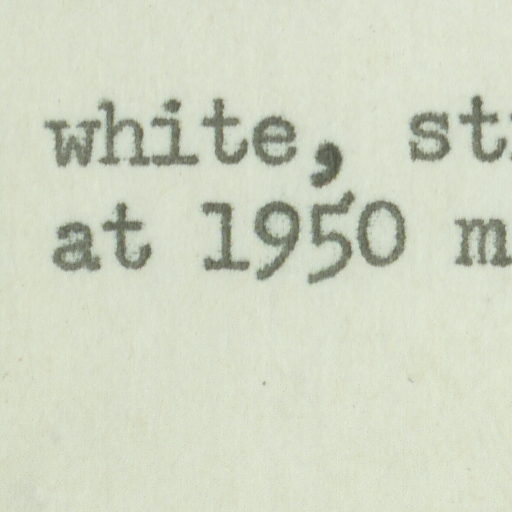 white, st
at 1950 m